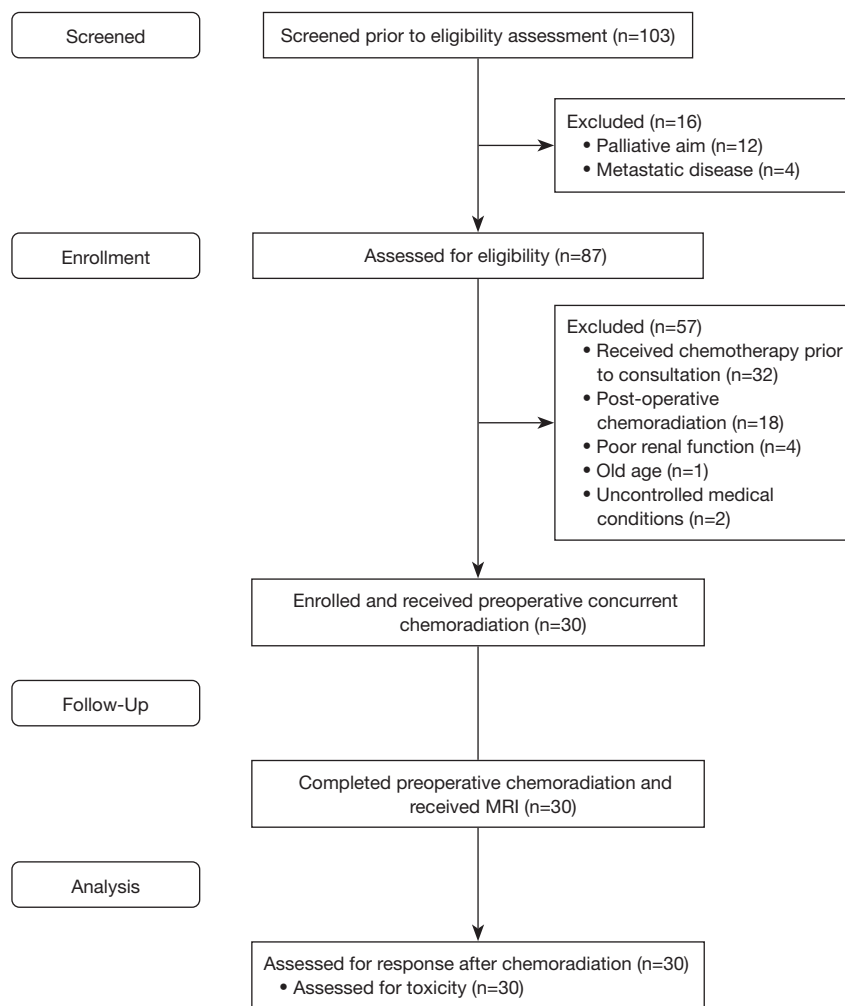 Screened
Screened prior to eligibility assessment (n=103)
Excluded (n=16)
• Palliative aim (n=12)
• Metastatic disease (n=4)
Enrollment
Assessed for eligibility (n=87)
Excluded (n=57)
• Received chemotherapy prior
to consultation (n=32)
• Post-operative
chemoradiation (n=18)
• Poor renal function (n=4)
• Old age (n=1)
• Uncontrolled medical
conditions (n=2)
Enrolled and received preoperative concurrent
chemoradiation (n=30)
Follow-Up
Completed preoperative chemoradiation and
received MRI (n=30)
Analysis
Assessed for response after chemoradiation (n=30)
• Assessed for toxicity (n=30)